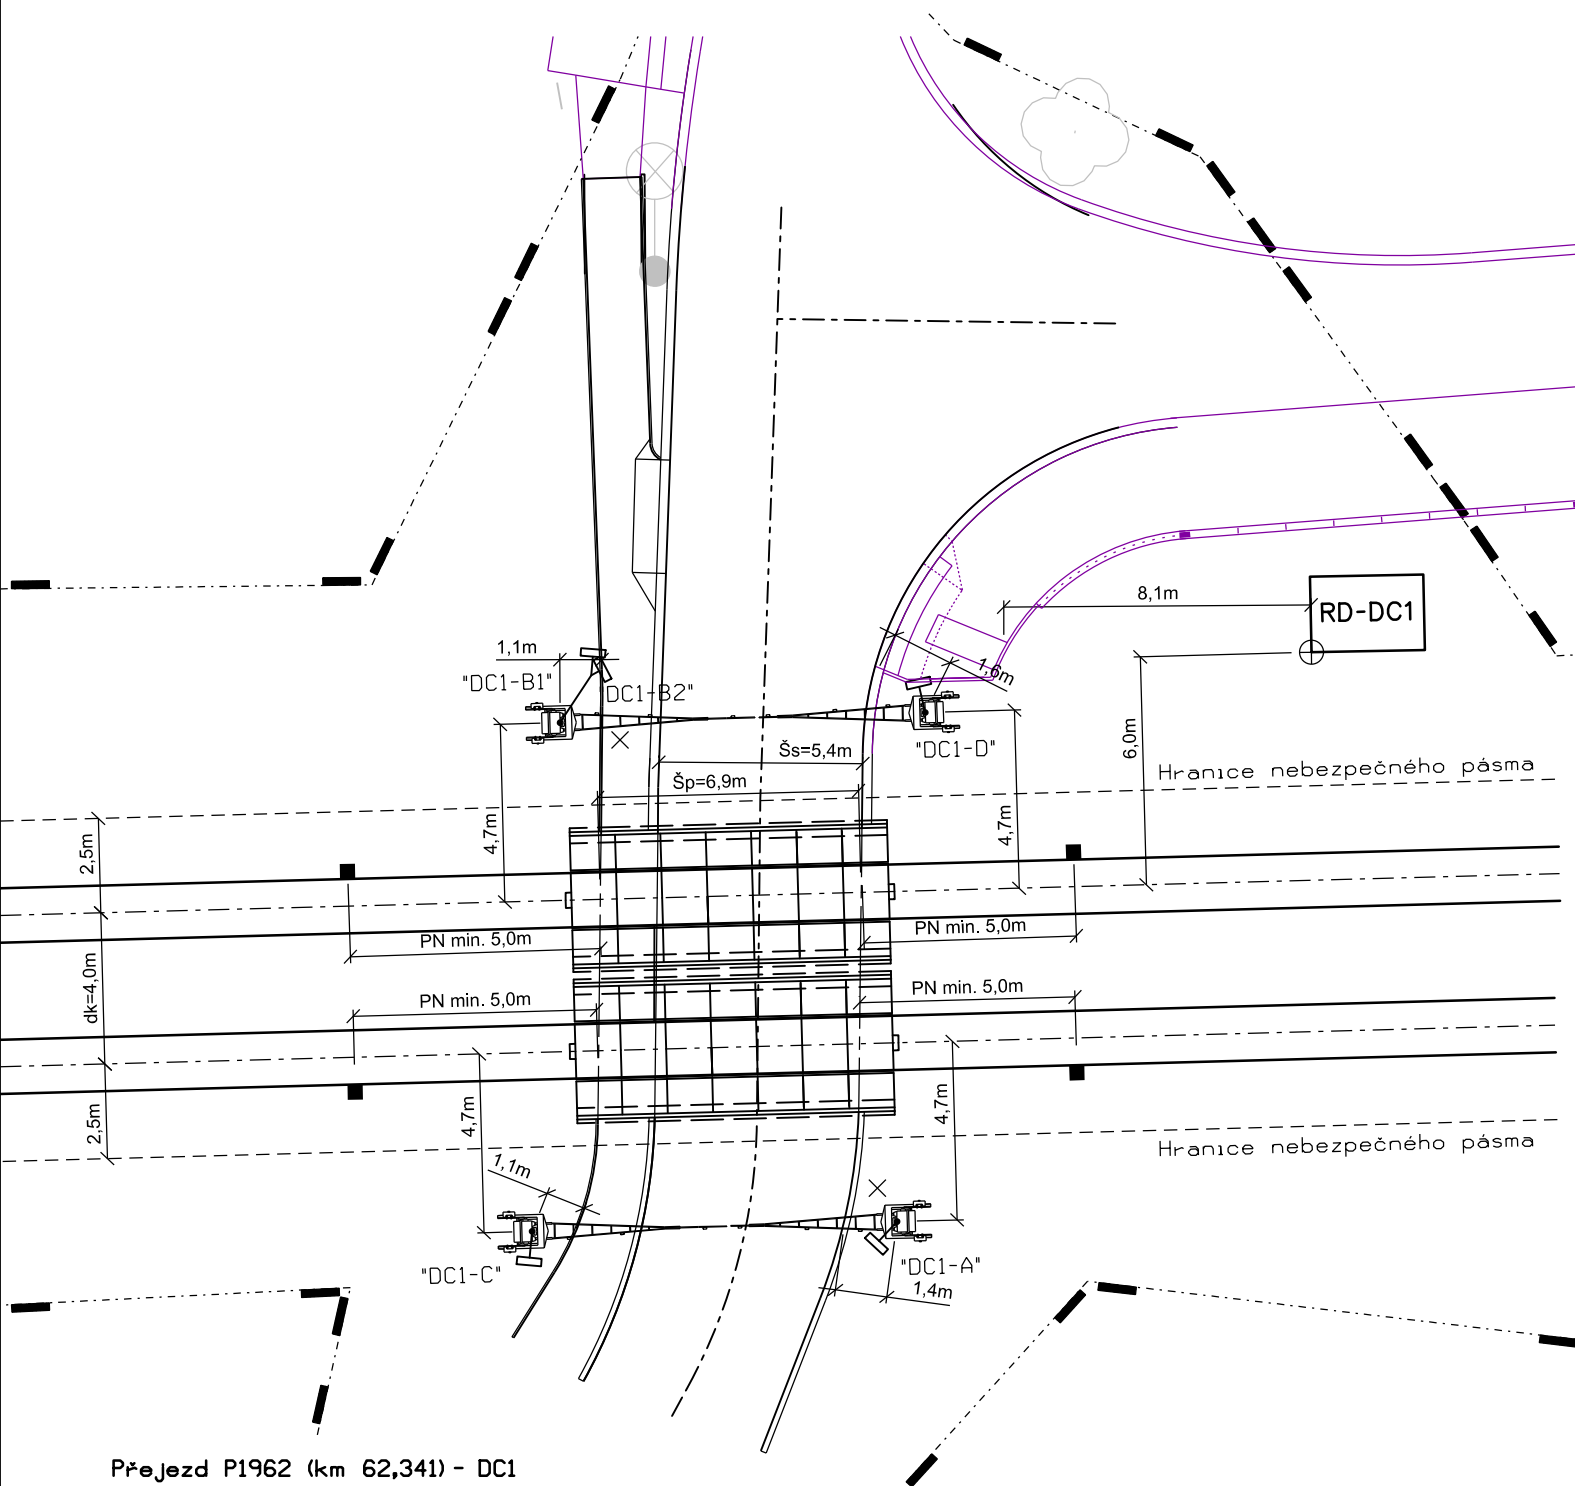 8,1m
RD-DC1
1,1m
"DC1-B1"
DC1-B2"
1,6m
"DC1-D"
Šs=5,4m
6,0m
Hranice nebezpečného pásma
Šp=6,9m
4,7m
4,7m
2,5m
PN min. 5,0m
PN min. 5,0m
dk=4,0m
PN min. 5,0m
PN min. 5,0m
2,5m
4,7m
4,7m
Hranice nebezpečného pásma
1,1m
"DC1-C"
"DC1-A"
1,4m
Přejezd P1962 (km 62,341) - DC1